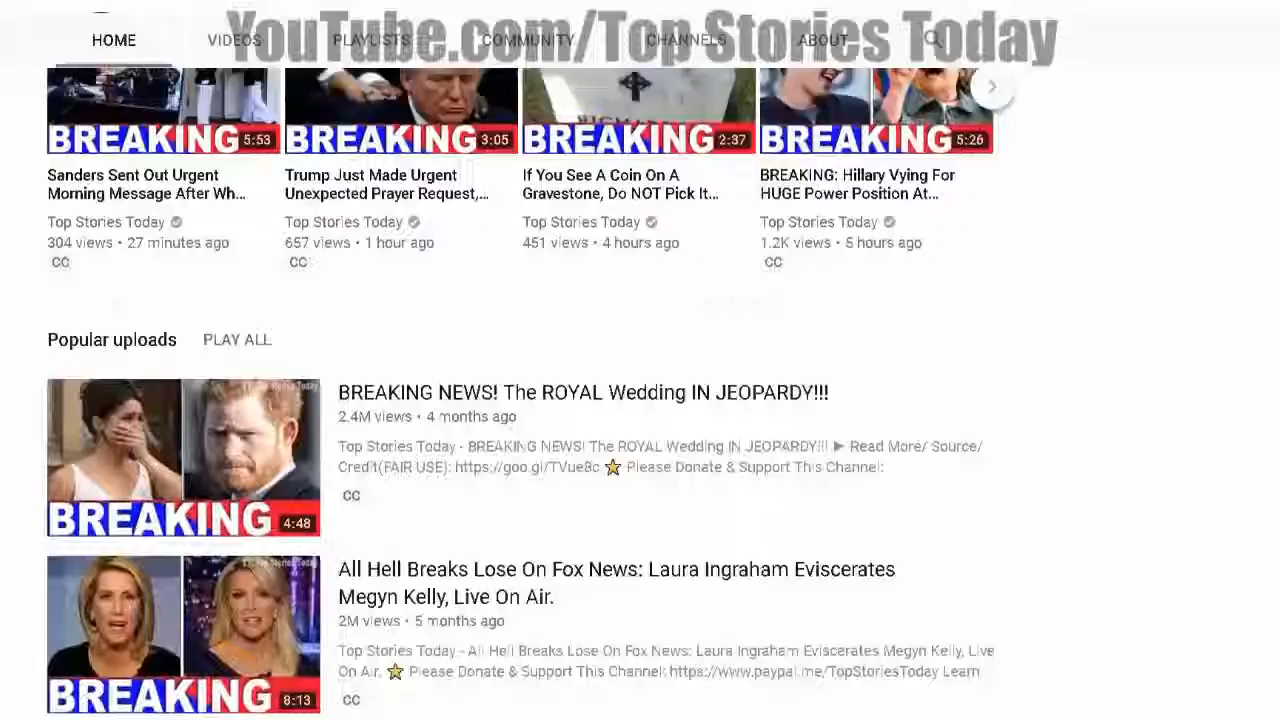 YouTube.com/Top Stories Today
HOME VIDEOS PLAYLISTS COMMUNITY CHANNELS ABOUT
BREAKING 5:53 BREAKING 3:05 BREAKING 2:37 BREAKING 5:26
Sanders Sent Out Urgent
Morning Message After Wh...
Top Stories Today
304 views • 27 minutes ago
CC
Trump Just Made Urgent
Unexpected Prayer Request,...
Top Stories Today
657 views • 1 hour ago
CC
If You See A Coin On A
Gravestone, Do NOT Pick It...
Top Stories Today
451 views • 4 hours ago
BREAKING: Hillary Vying For
HUGE Power Position At...
Top Stories Today
1.2K views • 5 hours ago
CC
Popular uploads PLAY ALL
BREAKING 4:48
BREAKING NEWS! The ROYAL Wedding IN JEOPARDY!!!
2.4M views • 4 months ago
Top Stories Today - BREAKING NEWS! The ROYAL Wedding IN JEOPARDY!!! ► Read More/ Source/
Credit(FAIR USE): https://goo.gl/TVue8c ⭐ Please Donate & Support This Channel:
CC
BREAKING 8:13
All Hell Breaks Lose On Fox News: Laura Ingraham Eviscerates
Megyn Kelly, Live On Air.
2M views • 5 months ago
Top Stories Today - All Hell Breaks Lose On Fox News: Laura Ingraham Eviscerates Megyn Kelly, Live
On Air. ⭐ Please Donate & Support This Channel: https://www.paypal.me/TopStoriesToday Learn
CC